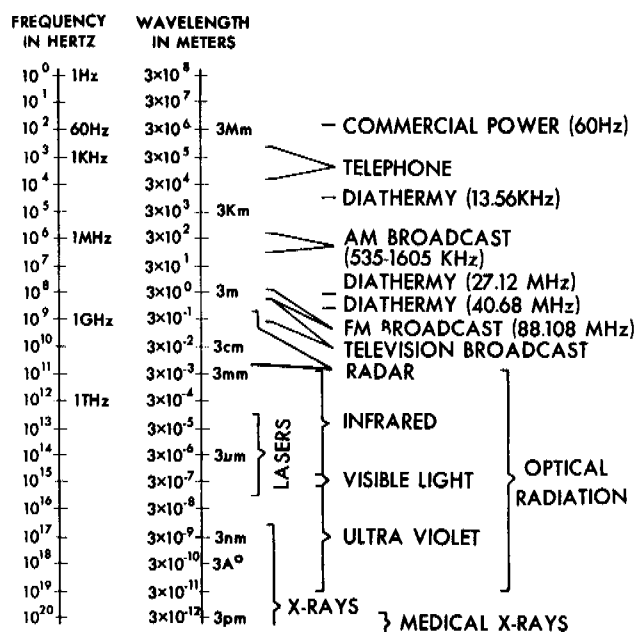 FREQUENCY WAVELENGTH
IN HERTZ IN METERS
10⁰ 1Hz 3×10⁸
10¹ 3×10⁷
10² 60Hz 3×10⁶ 3Mm COMMERCIAL POWER (60Hz)
10³ 1KHz 3×10⁵ TELEPHONE
10⁴ 3×10⁴ DIATHERMY (13.56KHz)
10⁵ 3×10³ 3Km
10⁶ 1MHz 3×10² AM BROADCAST
(535-1605 KHz)
10⁷ 3×10¹ DIATHERMY (27.12 MHz)
10⁸ 3×10⁰ 3m DIATHERMY (40.68 MHz)
10⁹ 1GHz 3×10⁻¹ FM BROADCAST (88.108 MHz)
10¹⁰ 3×10⁻² 3cm TELEVISION BROADCAST
10¹¹ 3×10⁻³ 3mm RADAR
10¹² 1THz 3×10⁻⁴ INFRARED
10¹³ 3×10⁻⁵
10¹⁴ 3×10⁻⁶ 3μm LASERS OPTICAL
10¹⁵ 3×10⁻⁷ VISIBLE LIGHT RADIATION
10¹⁶ 3×10⁻⁸
10¹⁷ 3×10⁻⁹ 3nm ULTRA VIOLET
10¹⁸ 3×10⁻¹⁰ 3A°
10¹⁹ 3×10⁻¹¹ X-RAYS
10²⁰ 3×10⁻¹² 3pm MEDICAL X-RAYS